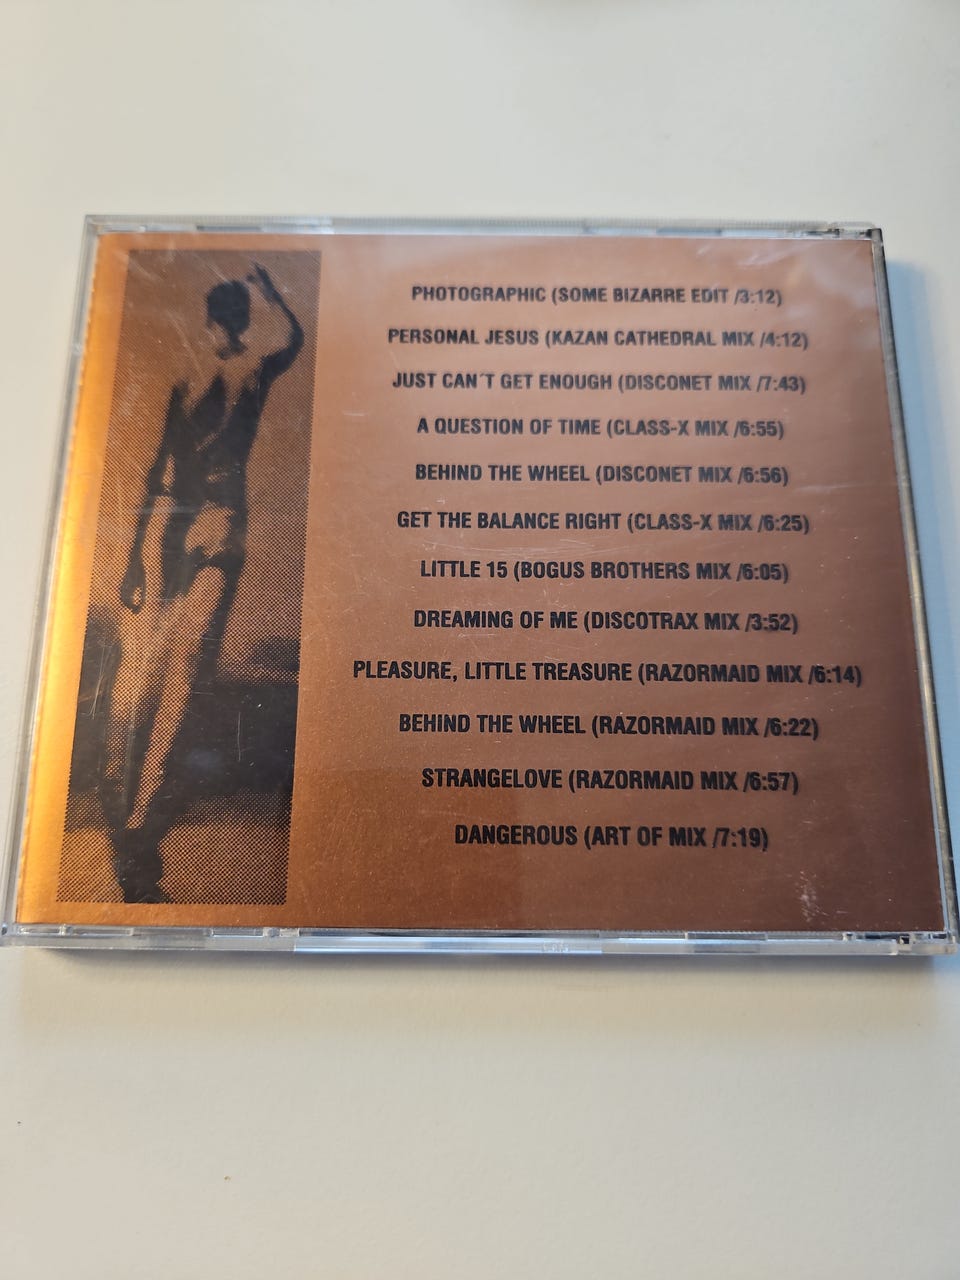 PHOTOGRAPHIC (SOME BIZARRE EDIT /3:12)
PERSONAL JESUS (KAZAN CATHEDRAL MIX /4:12)
JUST CAN´T GET ENOUGH (DISCONET MIX /7:43)
A QUESTION OF TIME (CLASS-X MIX /6:55)
BEHIND THE WHEEL (DISCONET MIX /6:56)
GET THE BALANCE RIGHT (CLASS-X MIX /6:25)
LITTLE 15 (BOGUS BROTHERS MIX /6:05)
DREAMING OF ME (DISCOTRAX MIX /3:52)
PLEASURE, LITTLE TREASURE (RAZORMAID MIX /6:14)
BEHIND THE WHEEL (RAZORMAID MIX /6:22)
STRANGELOVE (RAZORMAID MIX /6:57)
DANGEROUS (ART OF MIX /7:19)